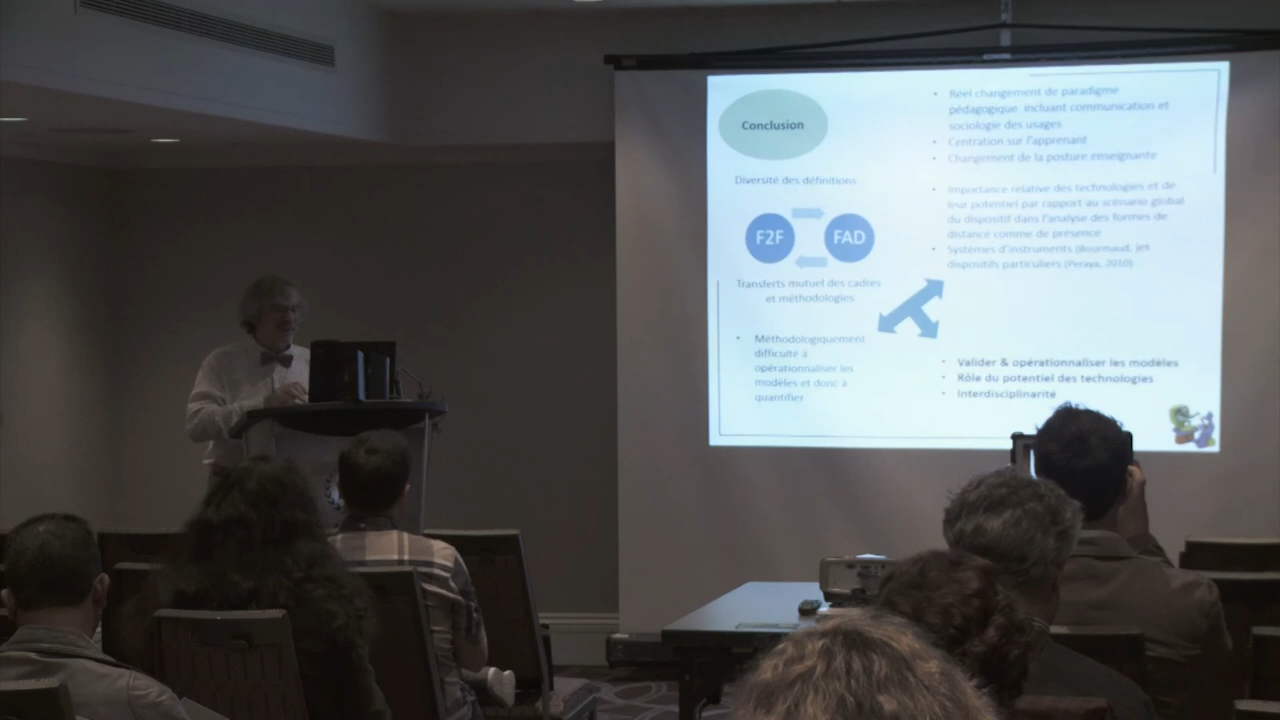 Conclusion
Diversité des définitions
F2F
FAD
Transferts mutuel des cadres
et méthodologies
• Méthodologiquement
difficulté à
opérationnaliser les
modèles et donc à
quantifier
• Réel changement de paradigme
pédagogique incluant communication et
sociologie des usages
• Centration sur l'apprenant
• Changement de la posture enseignante
• Importance relative des technologies et de
leur potentiel par rapport au scénario global
du dispositif dans l'analyse des formes de
distance comme de présence
• Systèmes d'instruments (Bourmaud, )et
dispositifs particuliers (Peraya, 2010)
• Valider & opérationnaliser les modèles
• Rôle du potentiel des technologies
• Interdisciplinarité